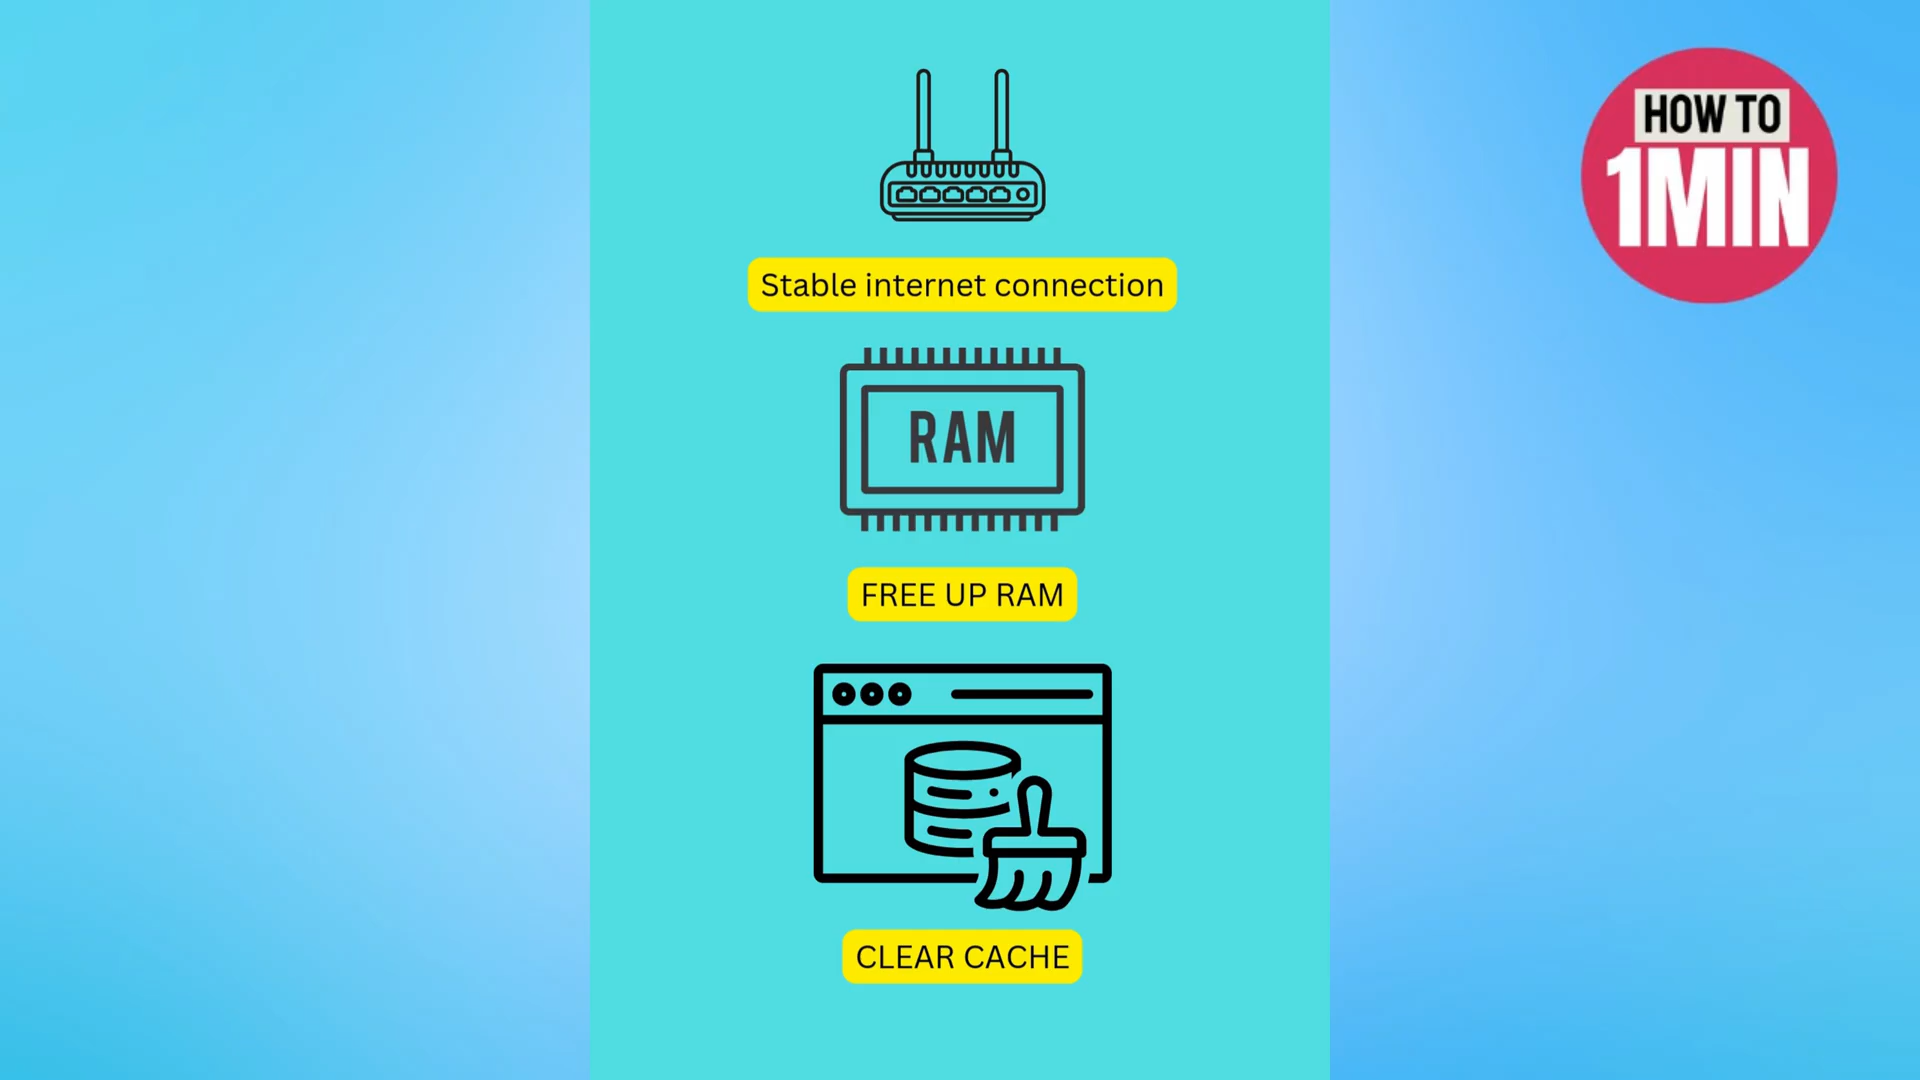 HOW TO
1MIN
Stable internet connection
RAM
FREE UP RAM
CLEAR CACHE